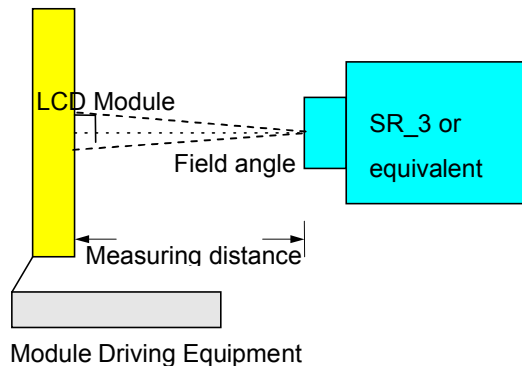 LCD Module
SR_3 or
equivalent
Field angle
Measuring distance
Module Driving Equipment